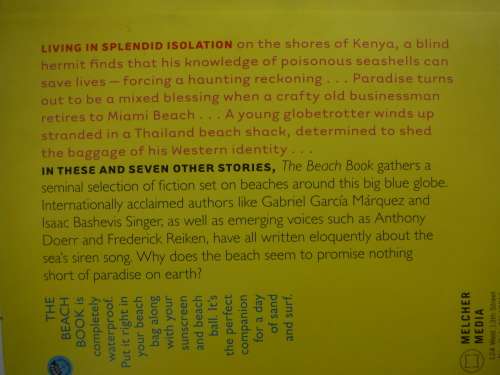 LIVING IN SPLENDID ISOLATION on the shores of Kenya, a blind
hermit finds that his knowledge of poisonous seashells can
save lives — forcing a haunting reckoning . . . Paradise turns
out to be a mixed blessing when a crafty old businessman
retires to Miami Beach . . . A young globetrotter winds up
stranded in a Thailand beach shack, determined to shed
the baggage of his Western identity . . .
IN THESE AND SEVEN OTHER STORIES, The Beach Book gathers a
seminal selection of fiction set on beaches around this big blue globe.
Internationally acclaimed authors like Gabriel García Márquez and
Isaac Bashevis Singer, as well as emerging voices such as Anthony
Doerr and Frederick Reiken, have all written eloquently about the
sea's siren song. Why does the beach seem to promise nothing
short of paradise on earth?
THE
BEACH
BOOK is
completely
waterproof.
Put it right in
your beach
bag along
with your
sunscreen
and beach
ball. It's
the perfect
companion
for a day
of sand
and surf.
MELCHER
MEDIA
124 West 13th Street